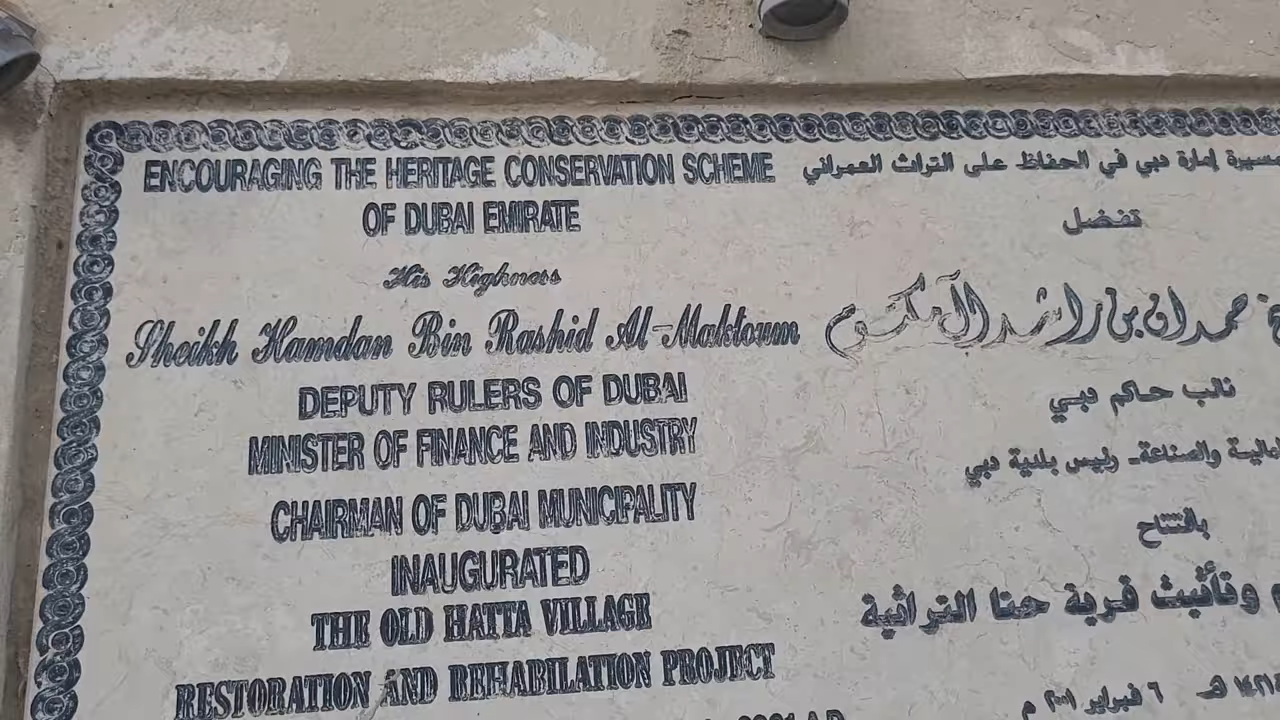 ENCOURAGING THE HERITAGE CONSERVATION SCHEME
OF DUBAI EMIRATE
His Highness
Sheikh Hamdan Bin Rashid Al-Maktoum
DEPUTY RULERS OF DUBAI
MINISTER OF FINANCE AND INDUSTRY
CHAIRMAN OF DUBAI MUNICIPALITY
INAUGURATED
THE OLD HATTA VILLAGE
RESTORATION AND REHABILATION PROJECT
2001 A.D
مسيرة إمارة دبي في الحفاظ على التراث العمراني
تفضل
حمدان بن راشد آل مكتوم
نائب حاكم دبي
والصناعة - رئيس بلدية دبي
بافتتاح
وتأثيث قرية حتا التراثية
هـ ٦ فبراير ٢٠٠١ م